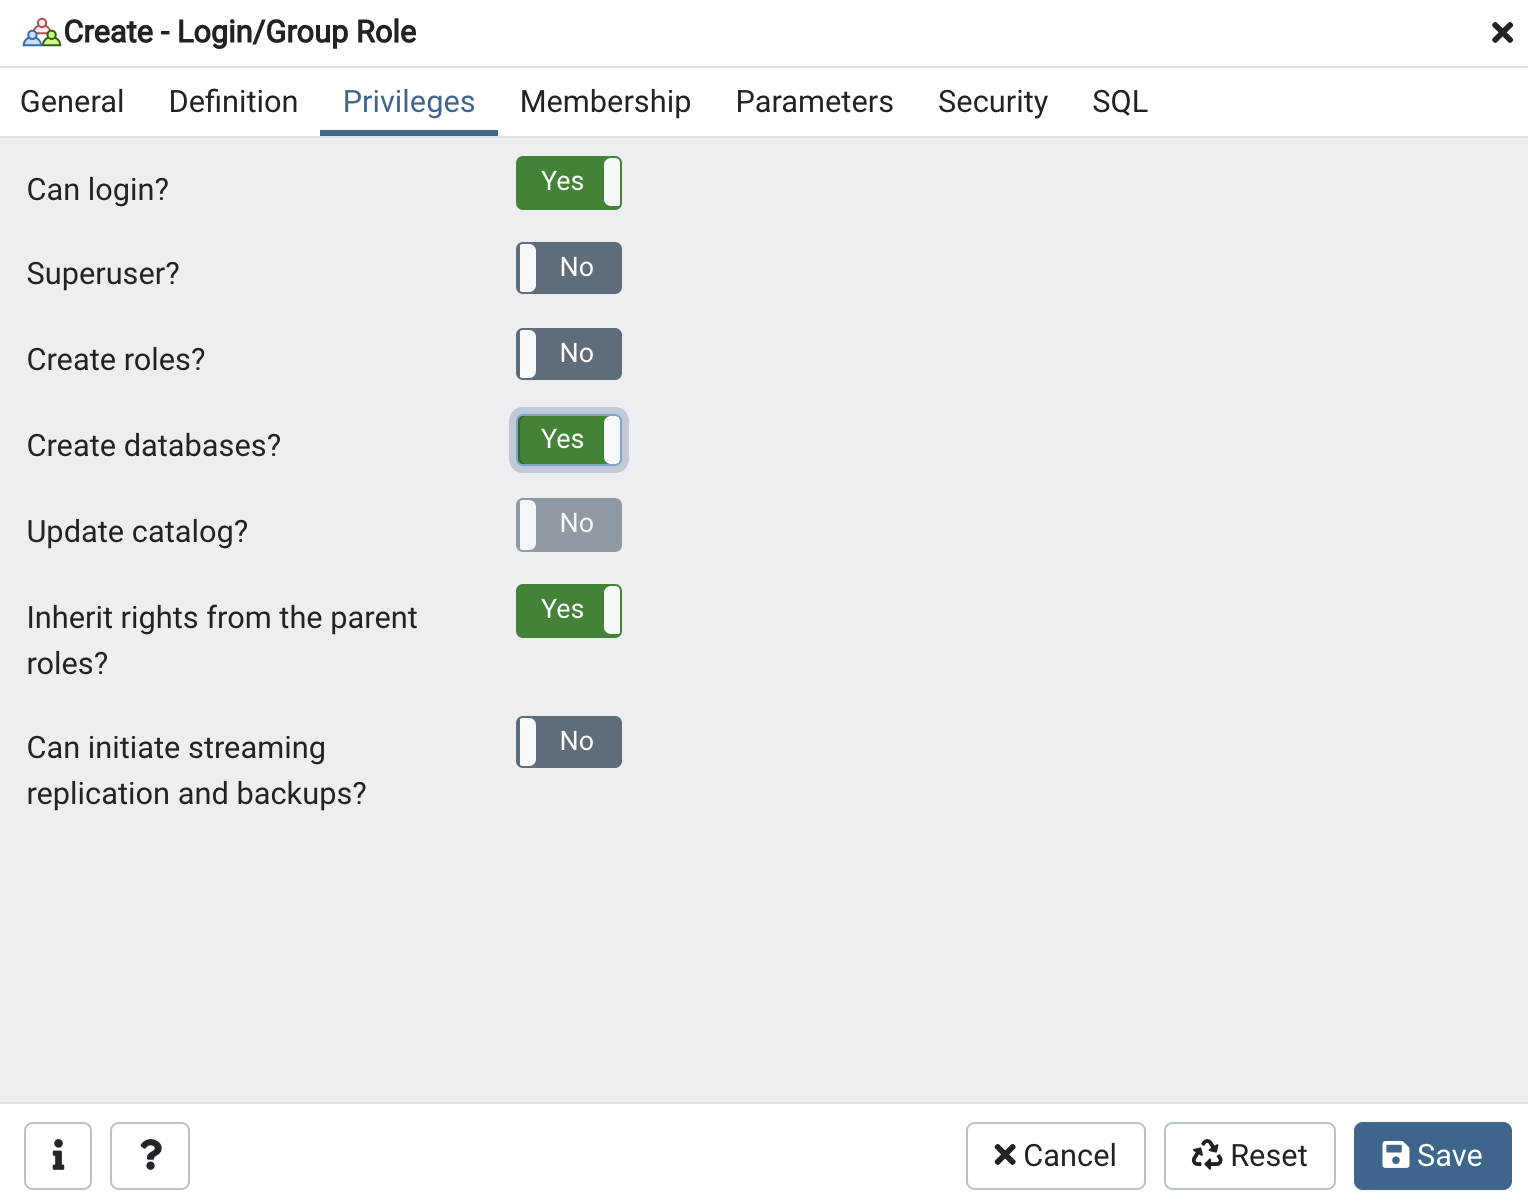 Create - Login/Group Role
General Definition Privileges Membership Parameters Security SQL
Can login? Yes
Superuser? No
Create roles? No
Create databases? Yes
Update catalog? No
Inherit rights from the parent Yes
roles?
Can initiate streaming No
replication and backups?
i ? Cancel Reset Save